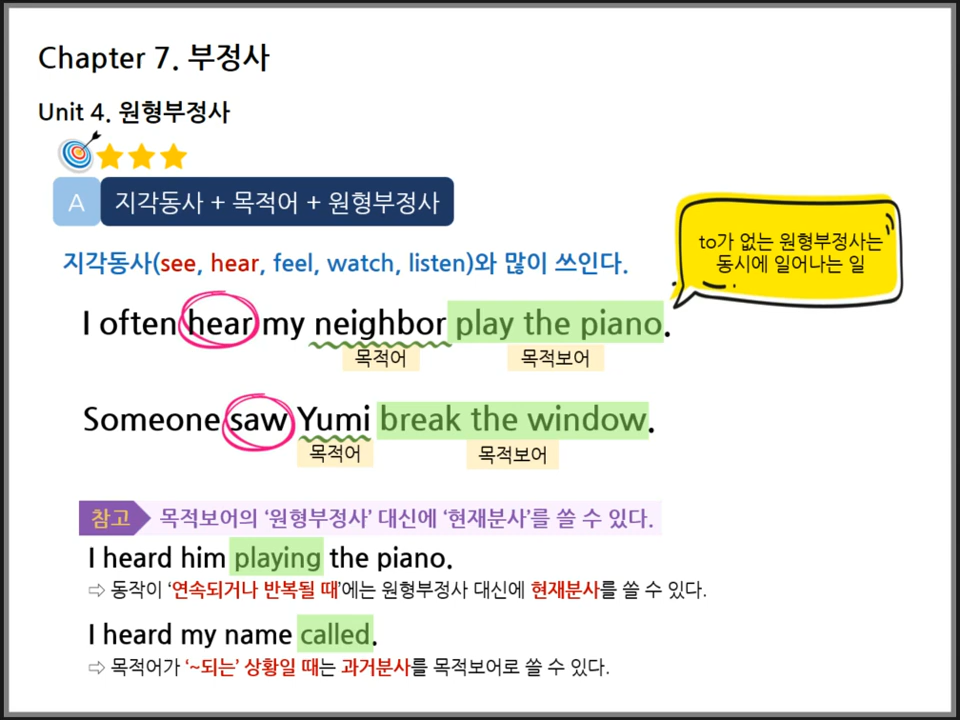 Chapter 7. 부정사
Unit 4. 원형부정사
A 지각동사 + 목적어 + 원형부정사
to가 없는 원형부정사는
동시에 일어나는 일
지각동사(see, hear, feel, watch, listen)와 많이 쓰인다.
I often hear my neighbor play the piano.
목적어 목적보어
Someone saw Yumi break the window.
목적어 목적보어
참고 목적보어의 ‘원형부정사’ 대신에 ‘현재분사’를 쓸 수 있다.
I heard him playing the piano.
⇨ 동작이 ‘연속되거나 반복될 때’에는 원형부정사 대신에 현재분사를 쓸 수 있다.
I heard my name called.
⇨ 목적어가 ‘~되는’ 상황일 때는 과거분사를 목적보어로 쓸 수 있다.